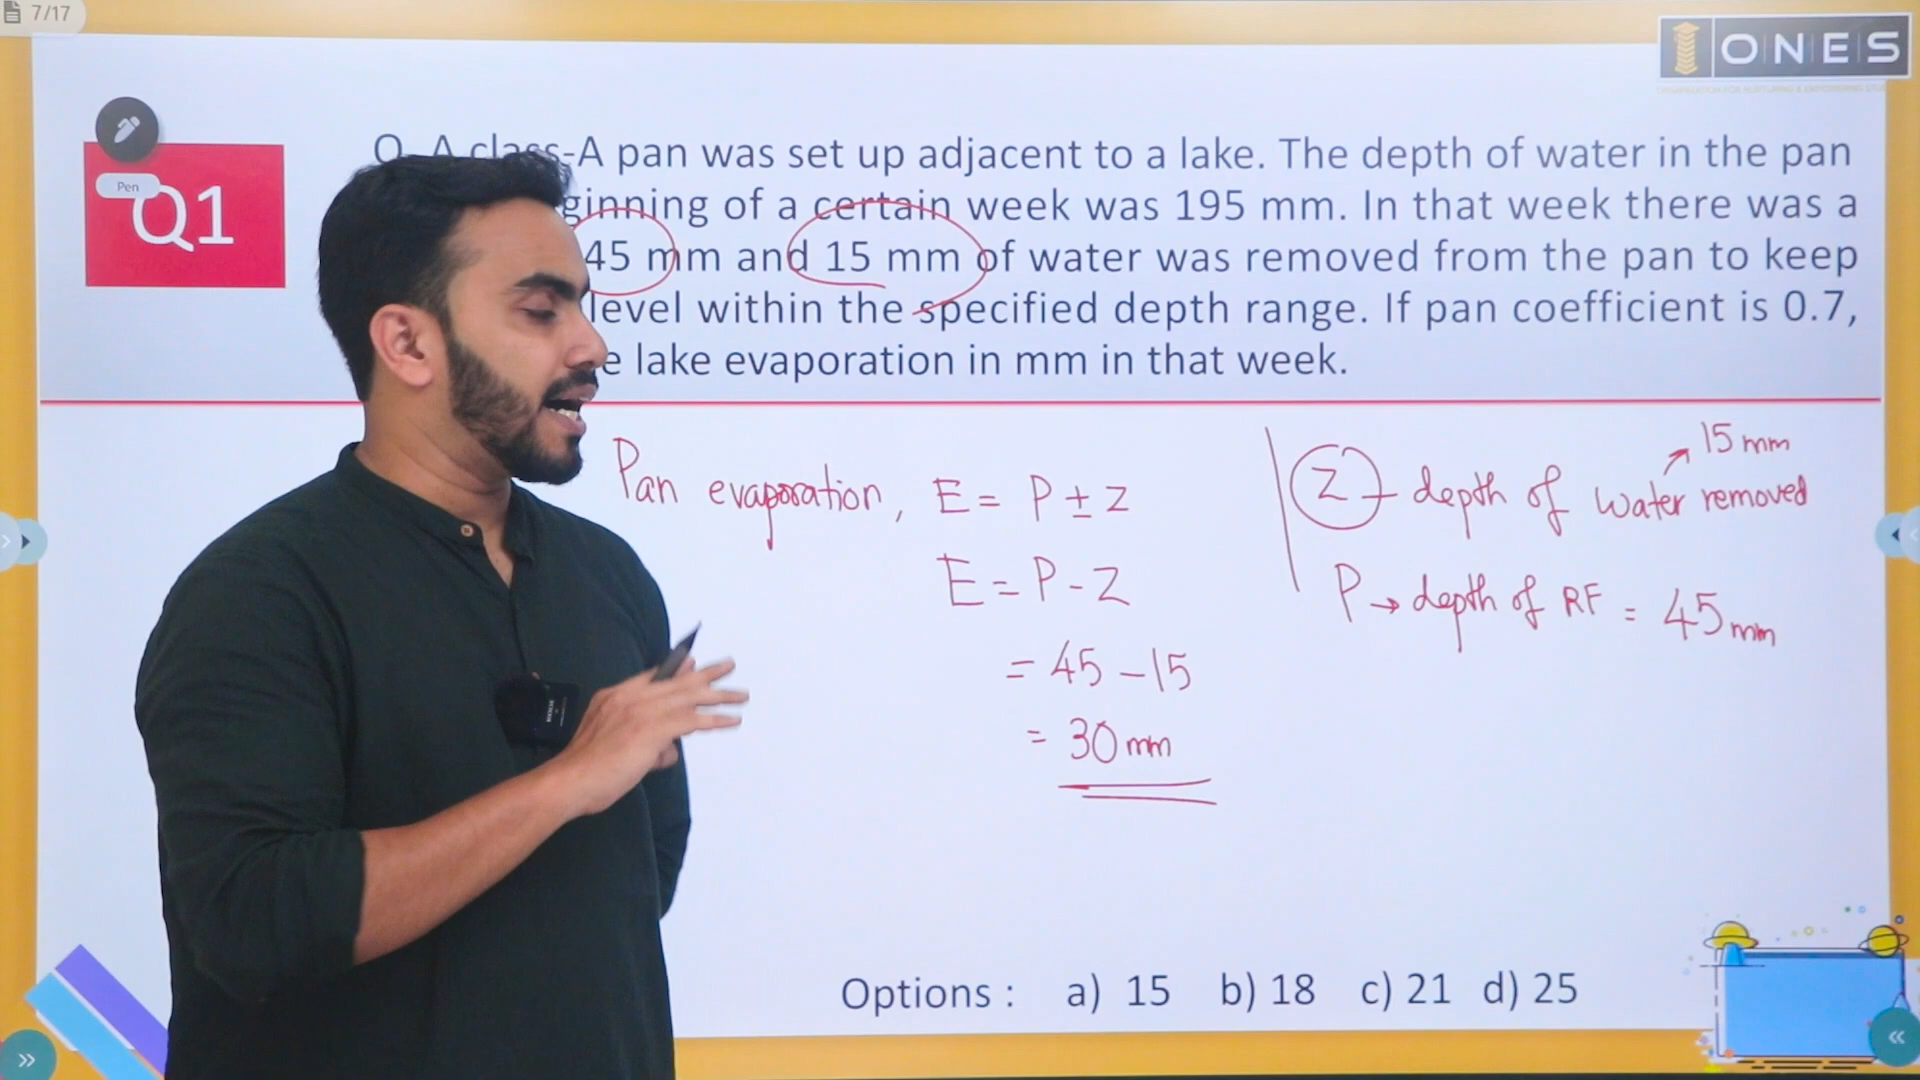 7/17
ONES
Pen
Q1
Q. A class-A pan was set up adjacent to a lake. The depth of water in the pan
ginning of a certain week was 195 mm. In that week there was a
45 mm and 15 mm of water was removed from the pan to keep
level within the specified depth range. If pan coefficient is 0.7,
e lake evaporation in mm in that week.
Pan evaporation, E = P ± Z
E = P - Z
= 45 - 15
= 30 mm
Z - depth of water removed → 15 mm
P → depth of RF = 45 mm
Options : a) 15 b) 18 c) 21 d) 25